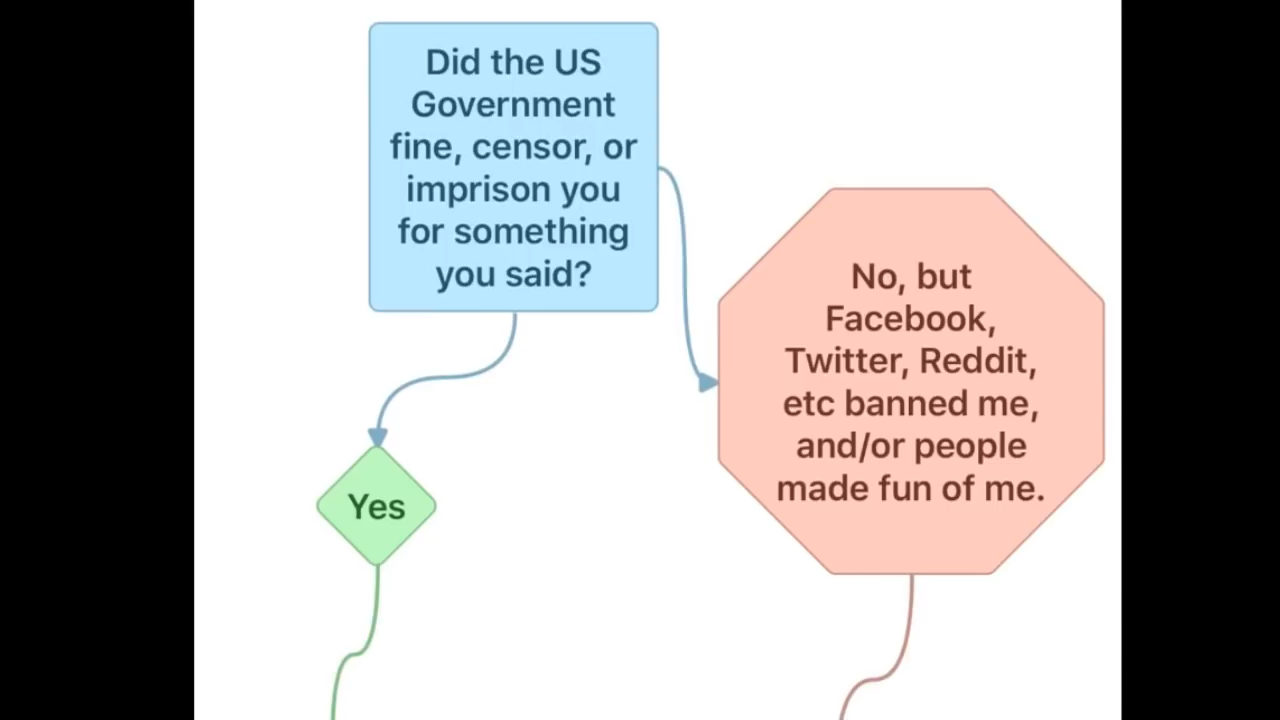 Did the US
Government
fine, censor, or
imprison you
for something
you said?
No, but
Facebook,
Twitter, Reddit,
etc banned me,
and/or people
made fun of me.
Yes